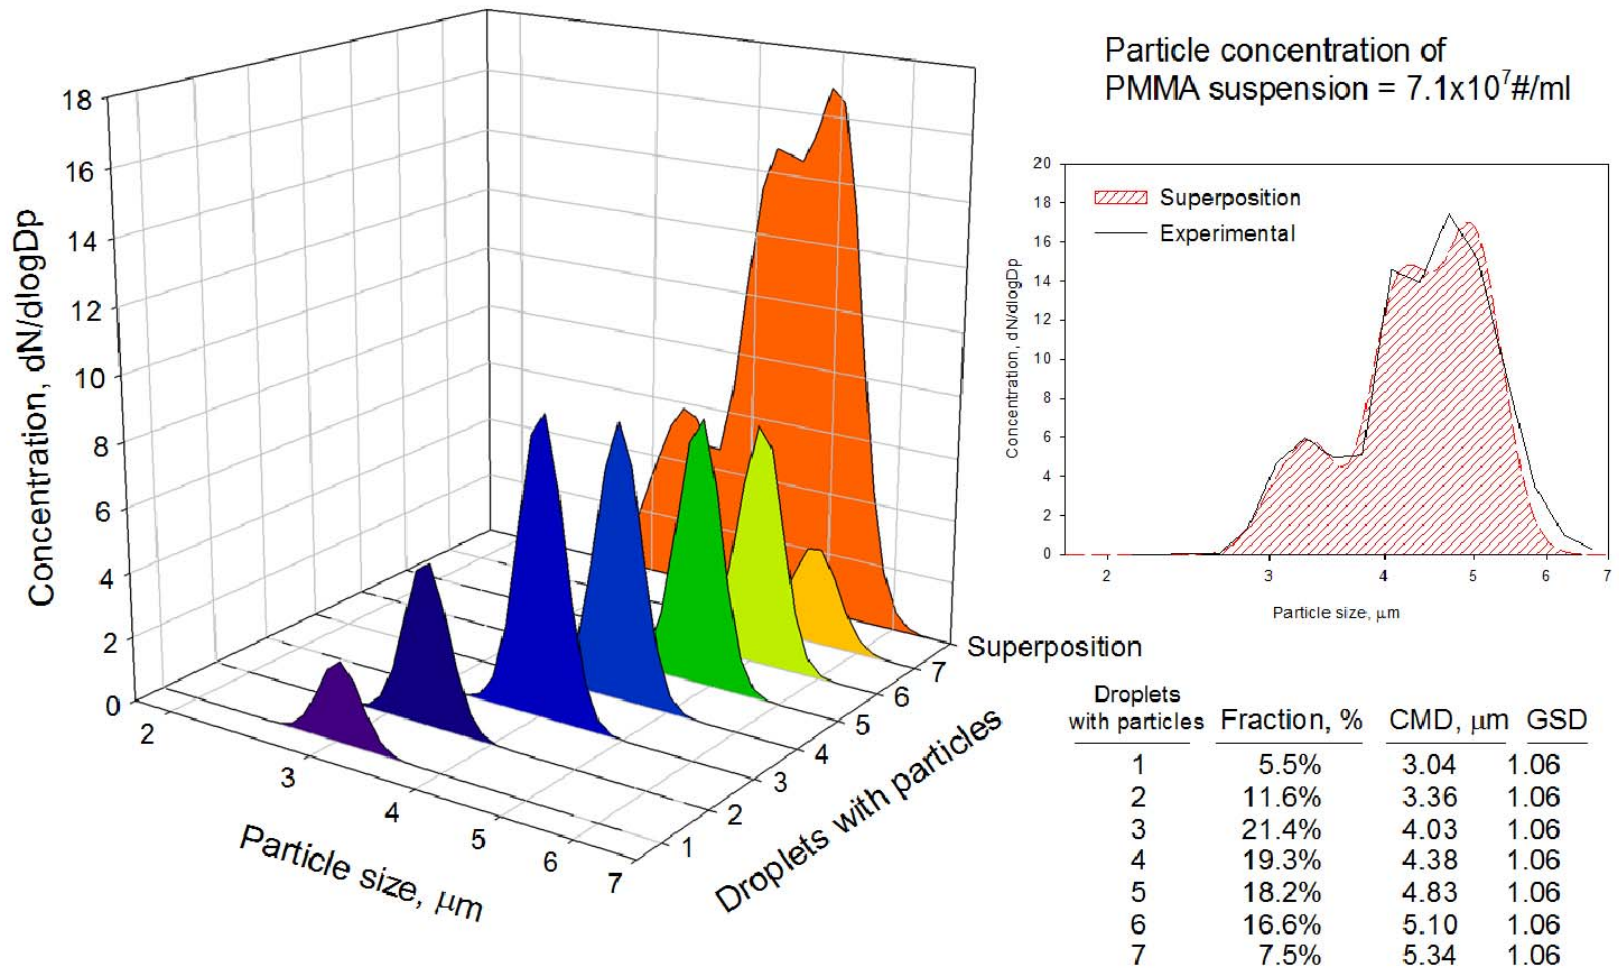 Particle concentration of
PMMA suspension = 7.1x10⁷#/ml
18
16
14
12
10
8
6
4
2
0
Concentration, dN/dlogDp
2
3
4
5
6
7
Particle size, μm
1
2
3
4
5
6
7
Superposition
Droplets with particles
20
18
16
14
12
10
8
6
4
2
0
Concentration, dN/dlogDp
Superposition
Experimental
2 3 4 5 6 7
Particle size, μm
Droplets
with particles Fraction, % CMD, μm GSD
1 5.5% 3.04 1.06
2 11.6% 3.36 1.06
3 21.4% 4.03 1.06
4 19.3% 4.38 1.06
5 18.2% 4.83 1.06
6 16.6% 5.10 1.06
7 7.5% 5.34 1.06